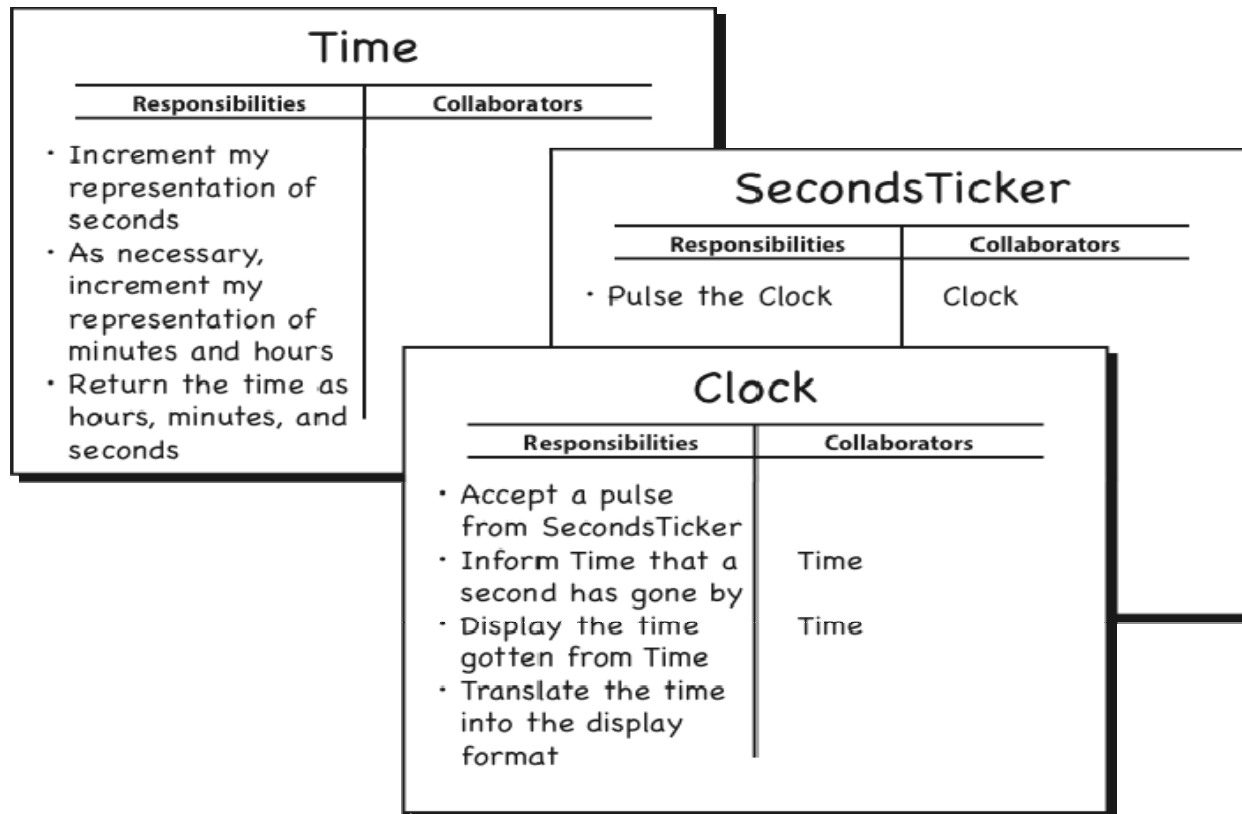 Time
Responsibilities Collaborators
· Increment my
representation of
seconds
· As necessary,
increment my
representation of
minutes and hours
· Return the time as
hours, minutes, and
seconds
SecondsTicker
Responsibilities Collaborators
· Pulse the Clock Clock
Clock
Responsibilities Collaborators
· Accept a pulse
from SecondsTicker
· Inform Time that a Time
second has gone by
· Display the time Time
gotten from Time
· Translate the time
into the display
format